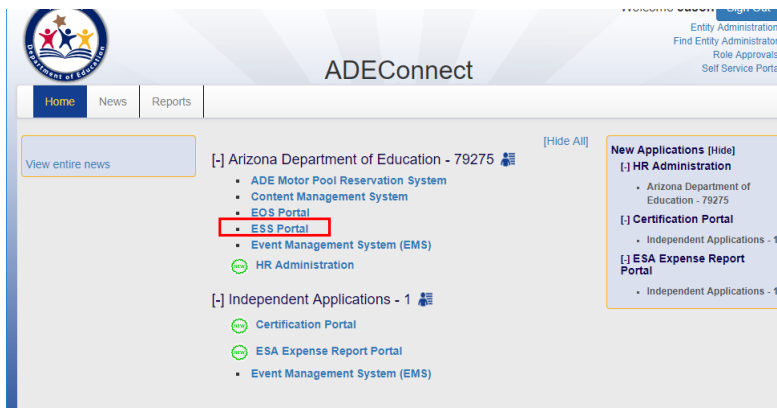 Welcome Jason Sign Out
Entity Administration
Find Entity Administrator
Role Approvals
Self Service Portal
Department of Education
ADEConnect
Home News Reports
[Hide All]
View entire news
[-] Arizona Department of Education - 79275
ADE Motor Pool Reservation System
Content Management System
EOS Portal
ESS Portal
Event Management System (EMS)
NEW HR Administration
[-] Independent Applications - 1
NEW Certification Portal
NEW ESA Expense Report Portal
Event Management System (EMS)
New Applications [Hide]
[-] HR Administration
Arizona Department of
Education - 79275
[-] Certification Portal
Independent Applications - 1
[-] ESA Expense Report
Portal
Independent Applications - 1